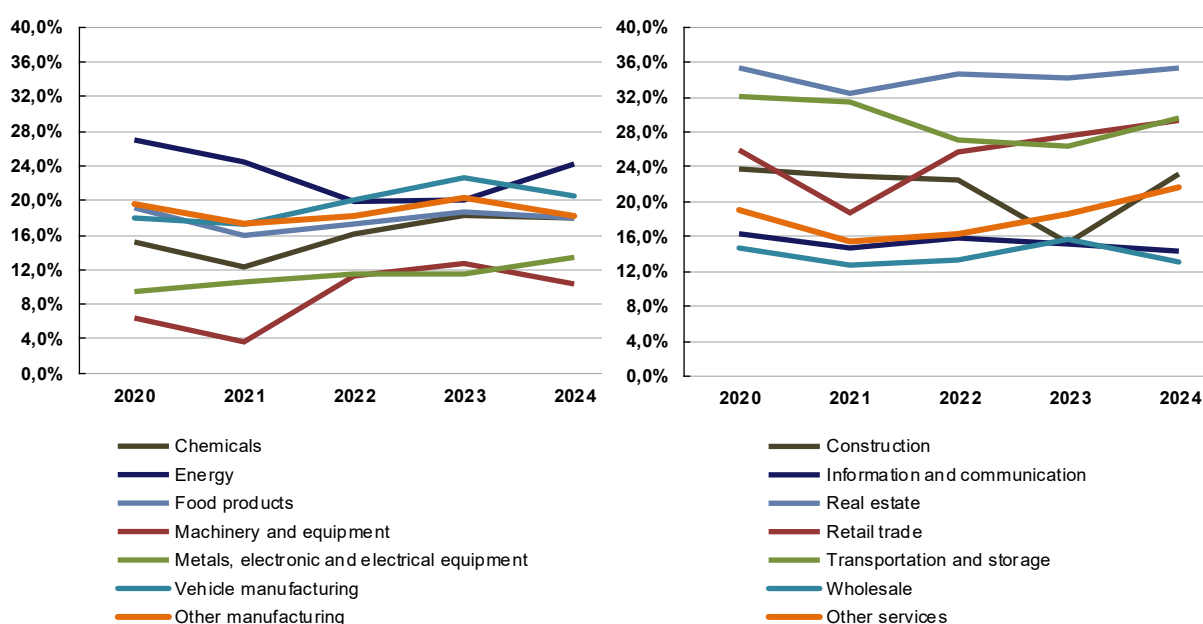 40,0%
36,0%
32,0%
28,0%
24,0%
20,0%
16,0%
12,0%
8,0%
4,0%
0,0%
2020 2021 2022 2023 2024
Chemicals
Energy
Food products
Machinery and equipment
Metals, electronic and electrical equipment
Vehicle manufacturing
Other manufacturing
40,0%
36,0%
32,0%
28,0%
24,0%
20,0%
16,0%
12,0%
8,0%
4,0%
0,0%
2020 2021 2022 2023 2024
Construction
Information and communication
Real estate
Retail trade
Transportation and storage
Wholesale
Other services